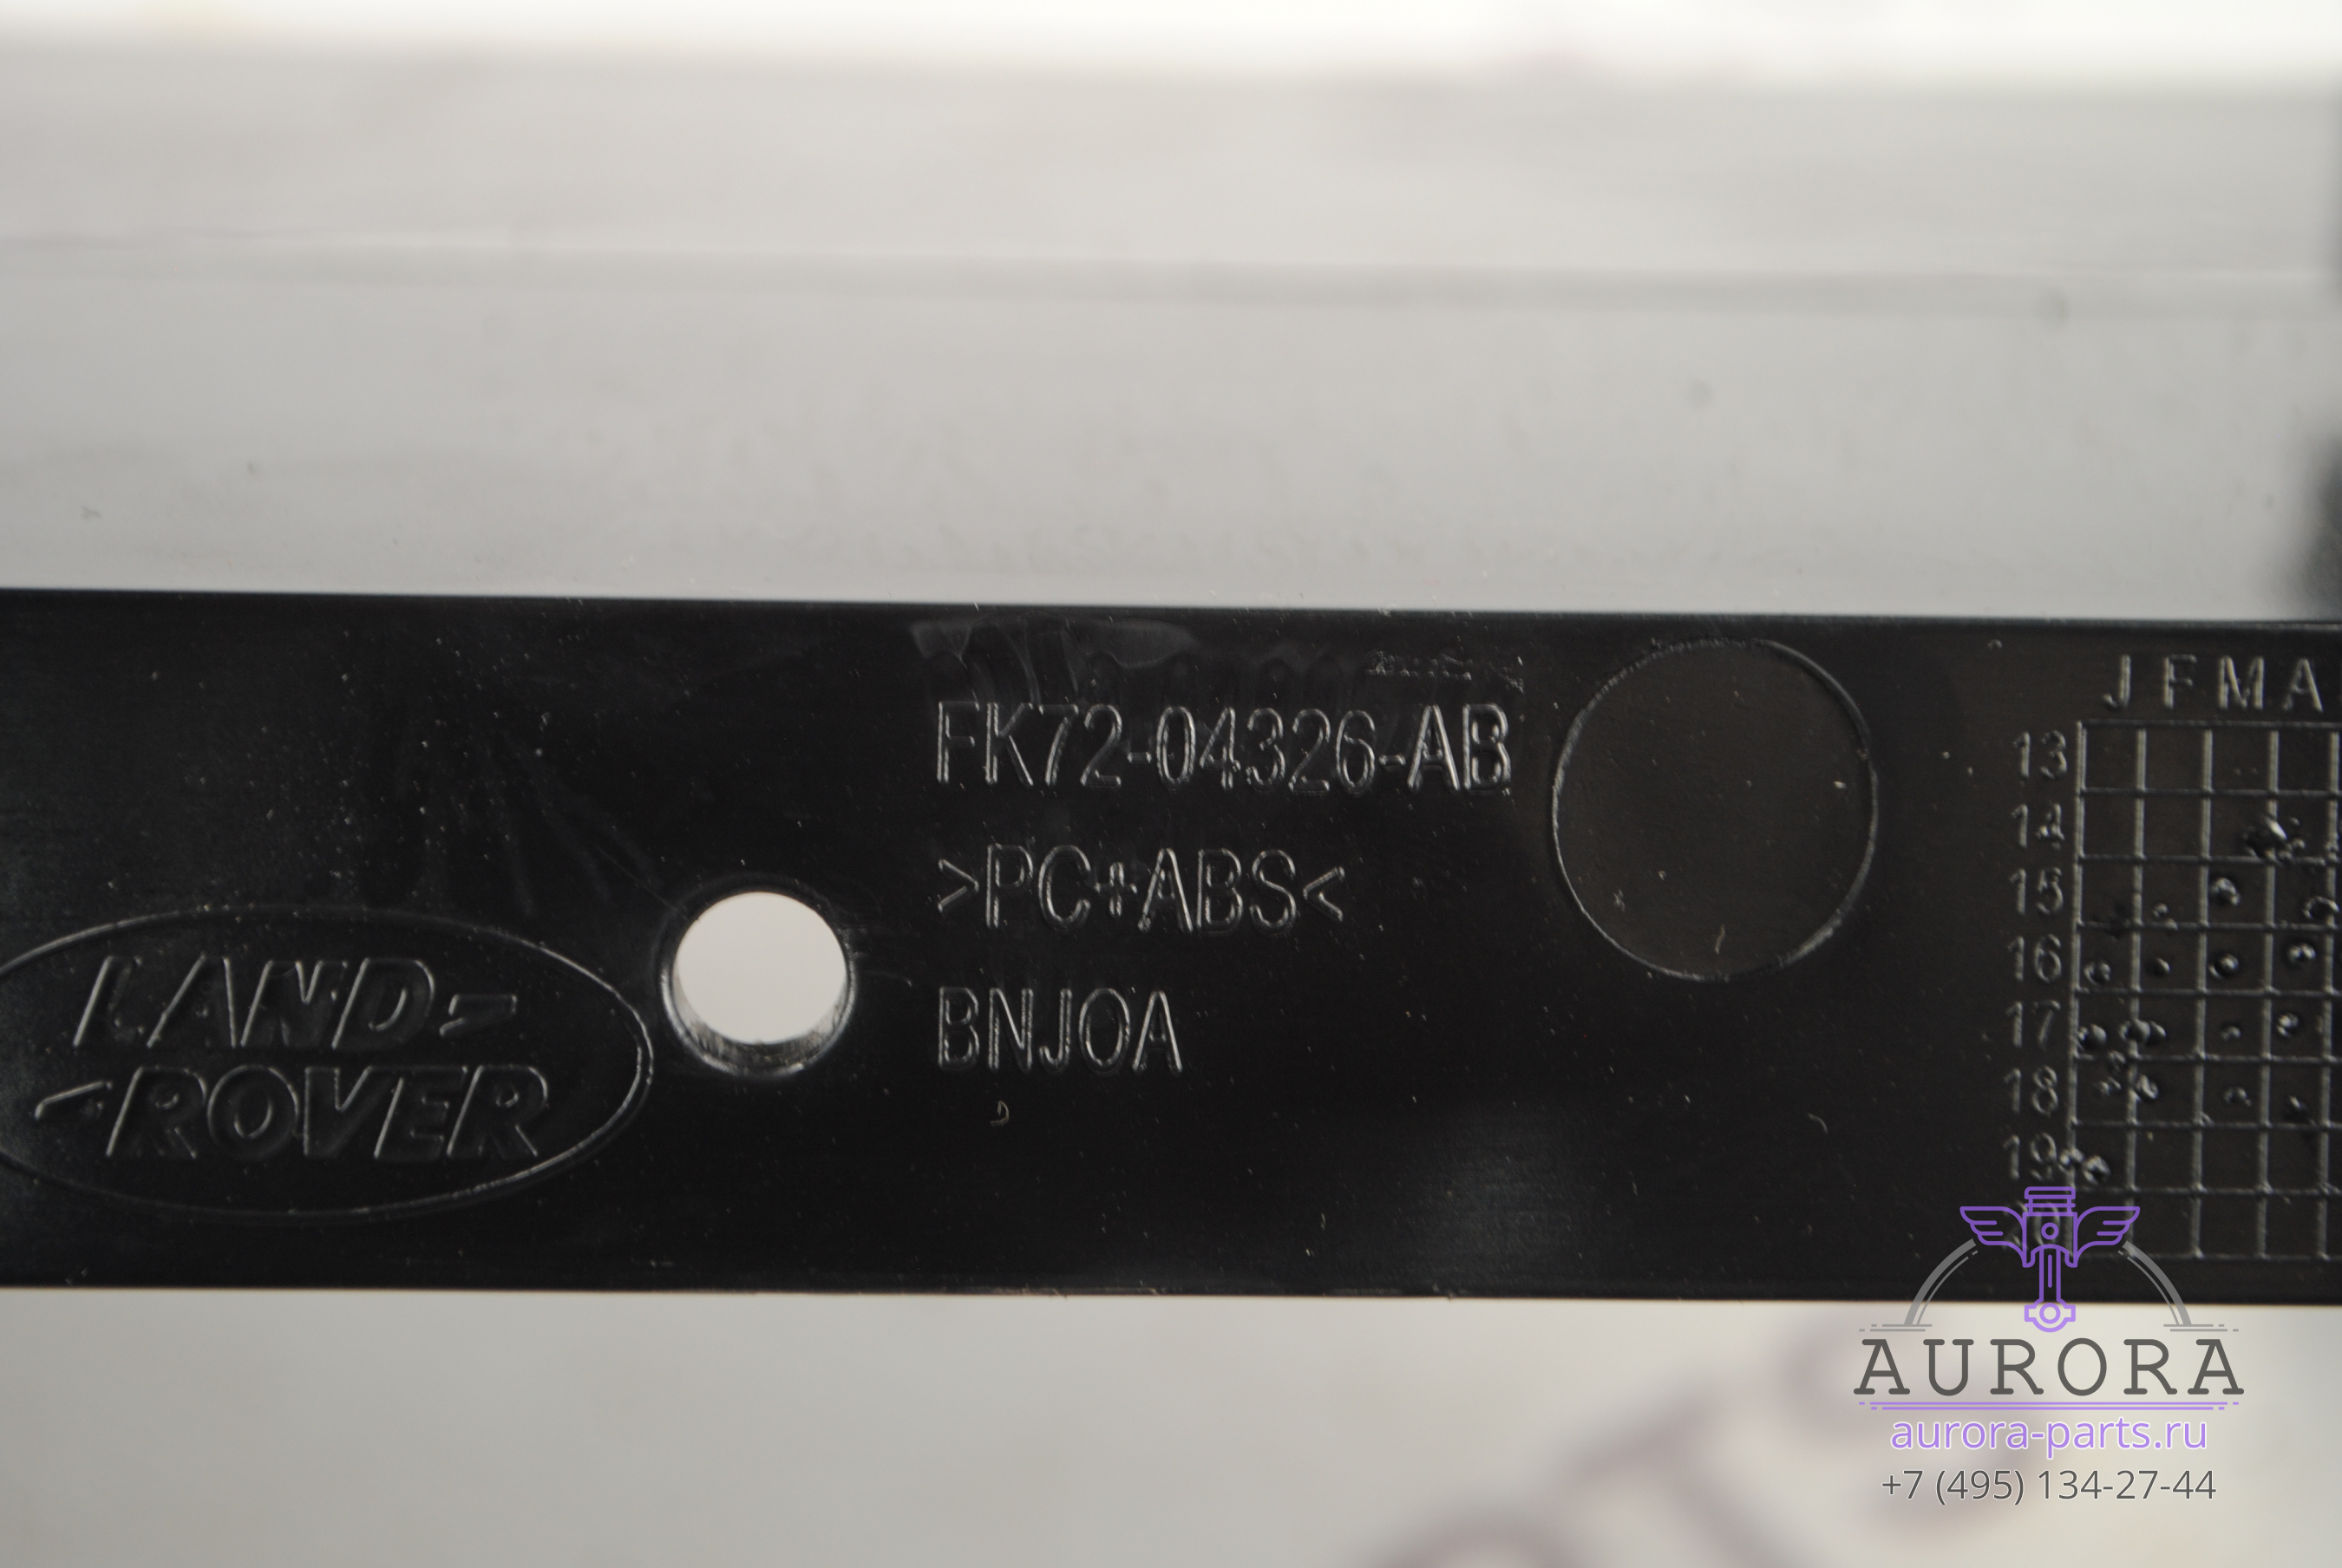 FK72-04326-AB
>PC+ABS<
BNJOA
LAND-
-ROVER
J F M A
13
14
15
16
17
18
19
AURORA
aurora-parts.ru
+7 (495) 134-27-44